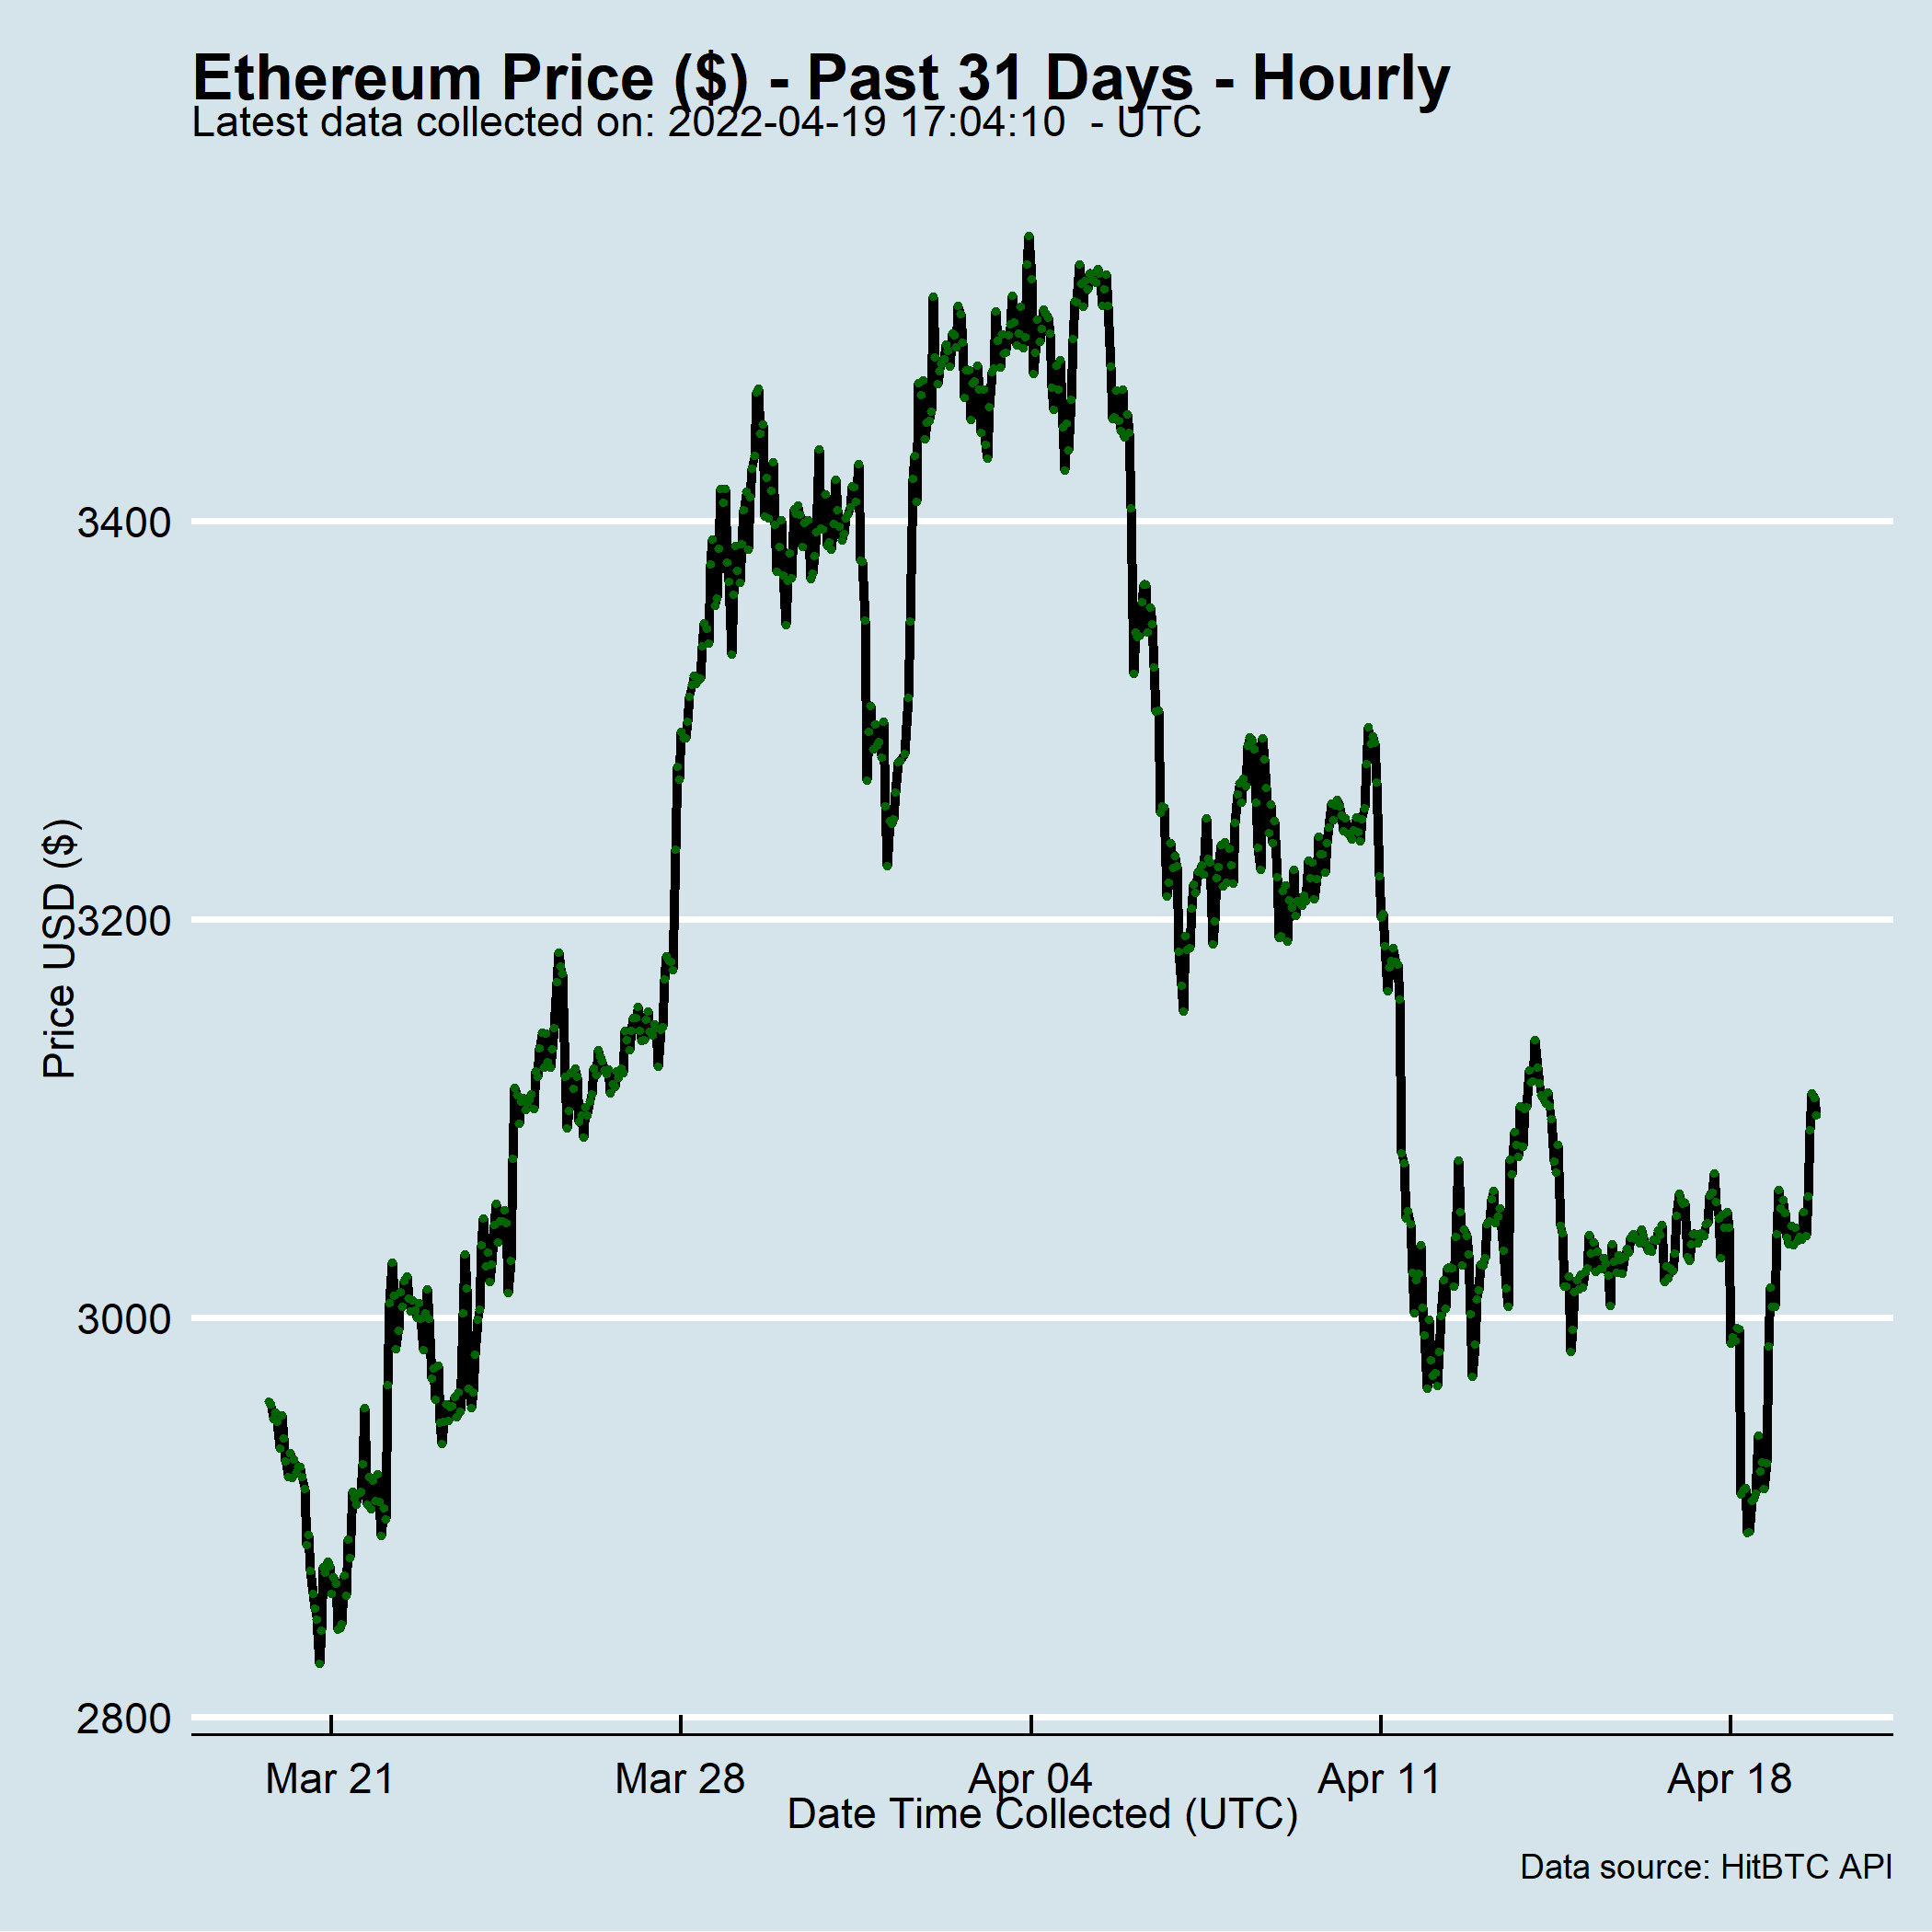 Ethereum Price ($) - Past 31 Days - Hourly
Latest data collected on: 2022-04-19 17:04:10  - UTC
Price USD ($)
3400
3200
3000
2800
Mar 21
Mar 28
Apr 04
Apr 11
Apr 18
Date Time Collected (UTC)
Data source: HitBTC API